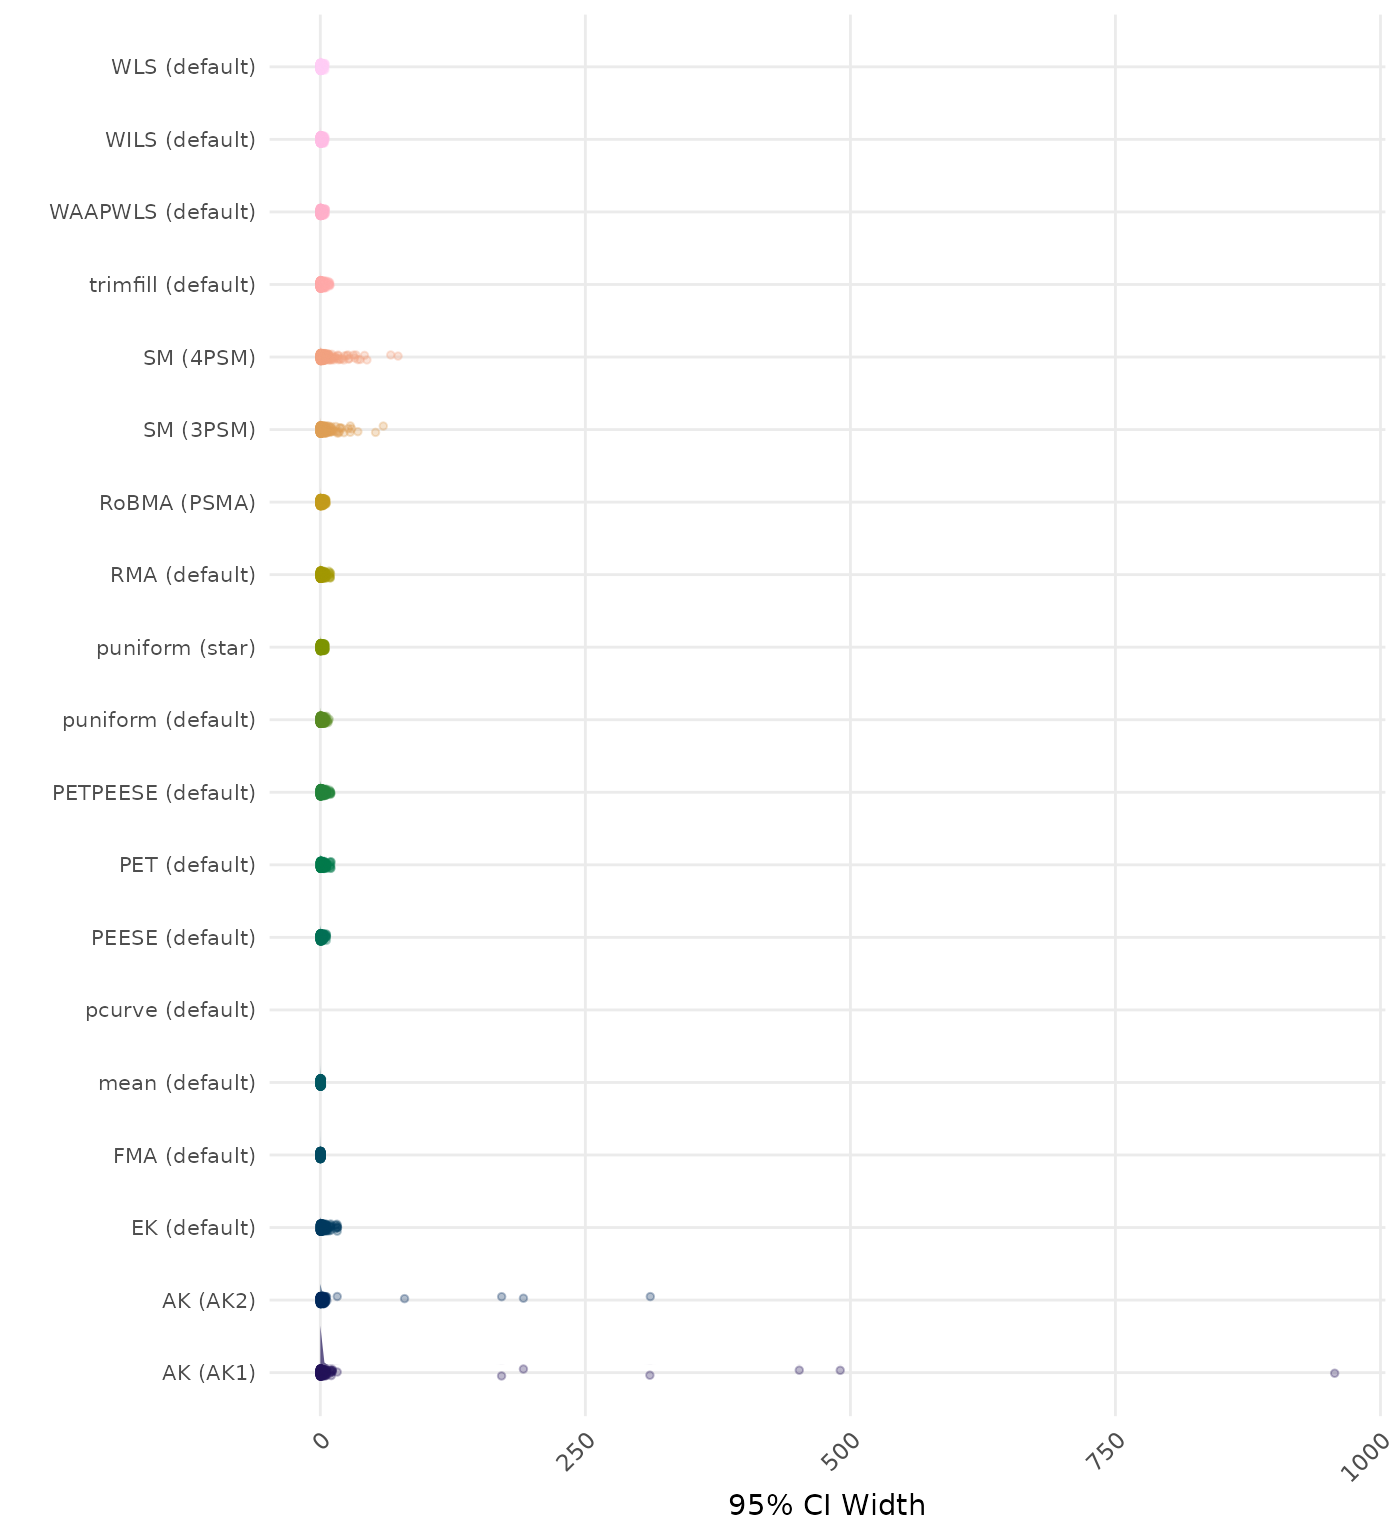 WLS (default)
WILS (default)
WAAPWLS (default)
trimfill (default)
SM (4PSM)
SM (3PSM)
RoBMA (PSMA)
RMA (default)
puniform (star)
puniform (default)
PETPEESE (default)
PET (default)
PEESE (default)
pcurve (default)
mean (default)
FMA (default)
EK (default)
AK (AK2)
AK (AK1)
0 250 500 750 1000
95% CI Width